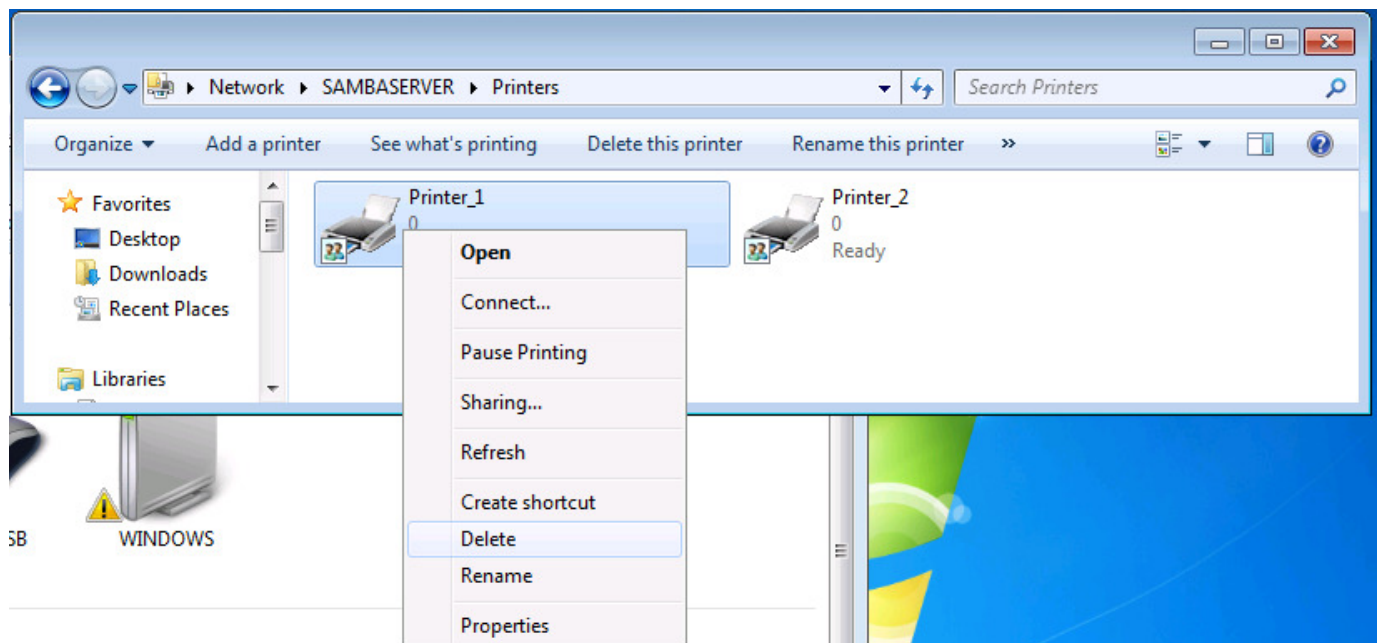 Network ▸ SAMBASERVER ▸ Printers
Search Printers
Organize Add a printer See what's printing Delete this printer Rename this printer »
Favorites
Desktop
Downloads
Recent Places
Libraries
Printer_1
0
Printer_2
0
Ready
Open
Connect...
Pause Printing
Sharing...
Refresh
Create shortcut
Delete
Rename
Properties
SB
WINDOWS